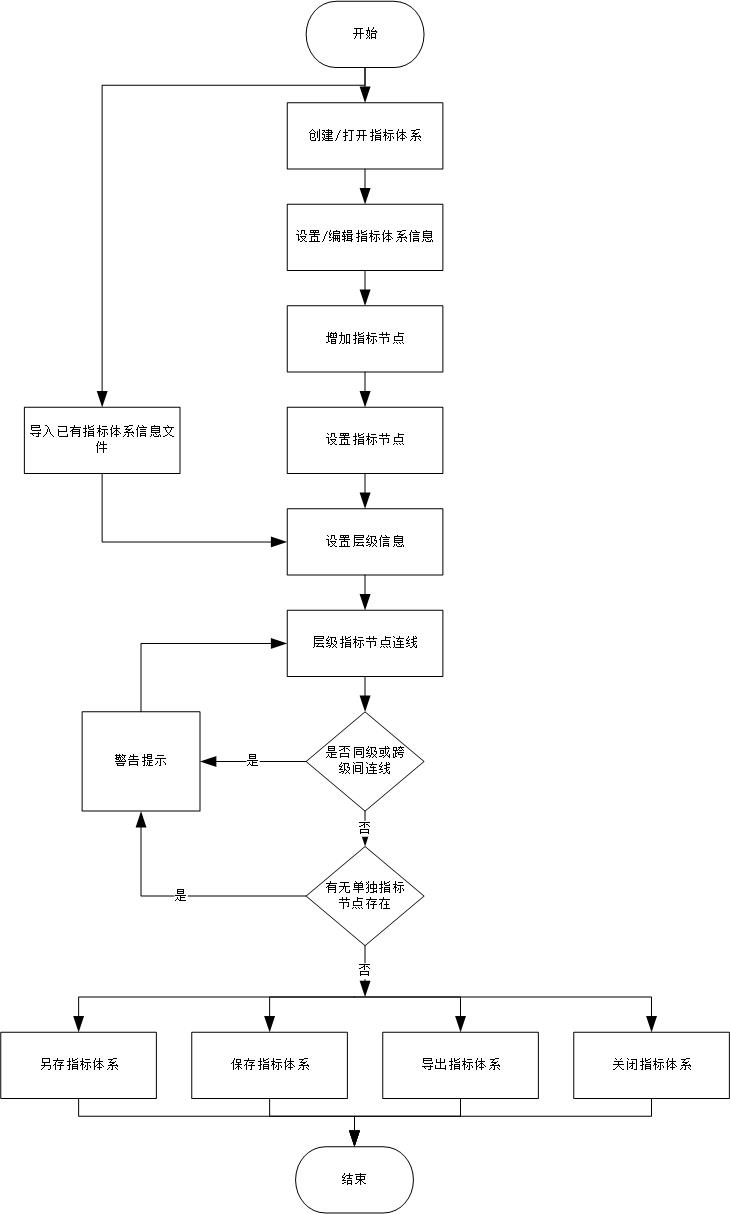 开始
创建/打开指标体系
设置/编辑指标体系信息
增加指标节点
导入已有指标体系信息文
件
设置指标节点
设置层级信息
层级指标节点连线
警告提示
是
是否同级或跨
级间连线
否
是
有无单独指标
节点存在
否
另存指标体系
保存指标体系
导出指标体系
关闭指标体系
结束